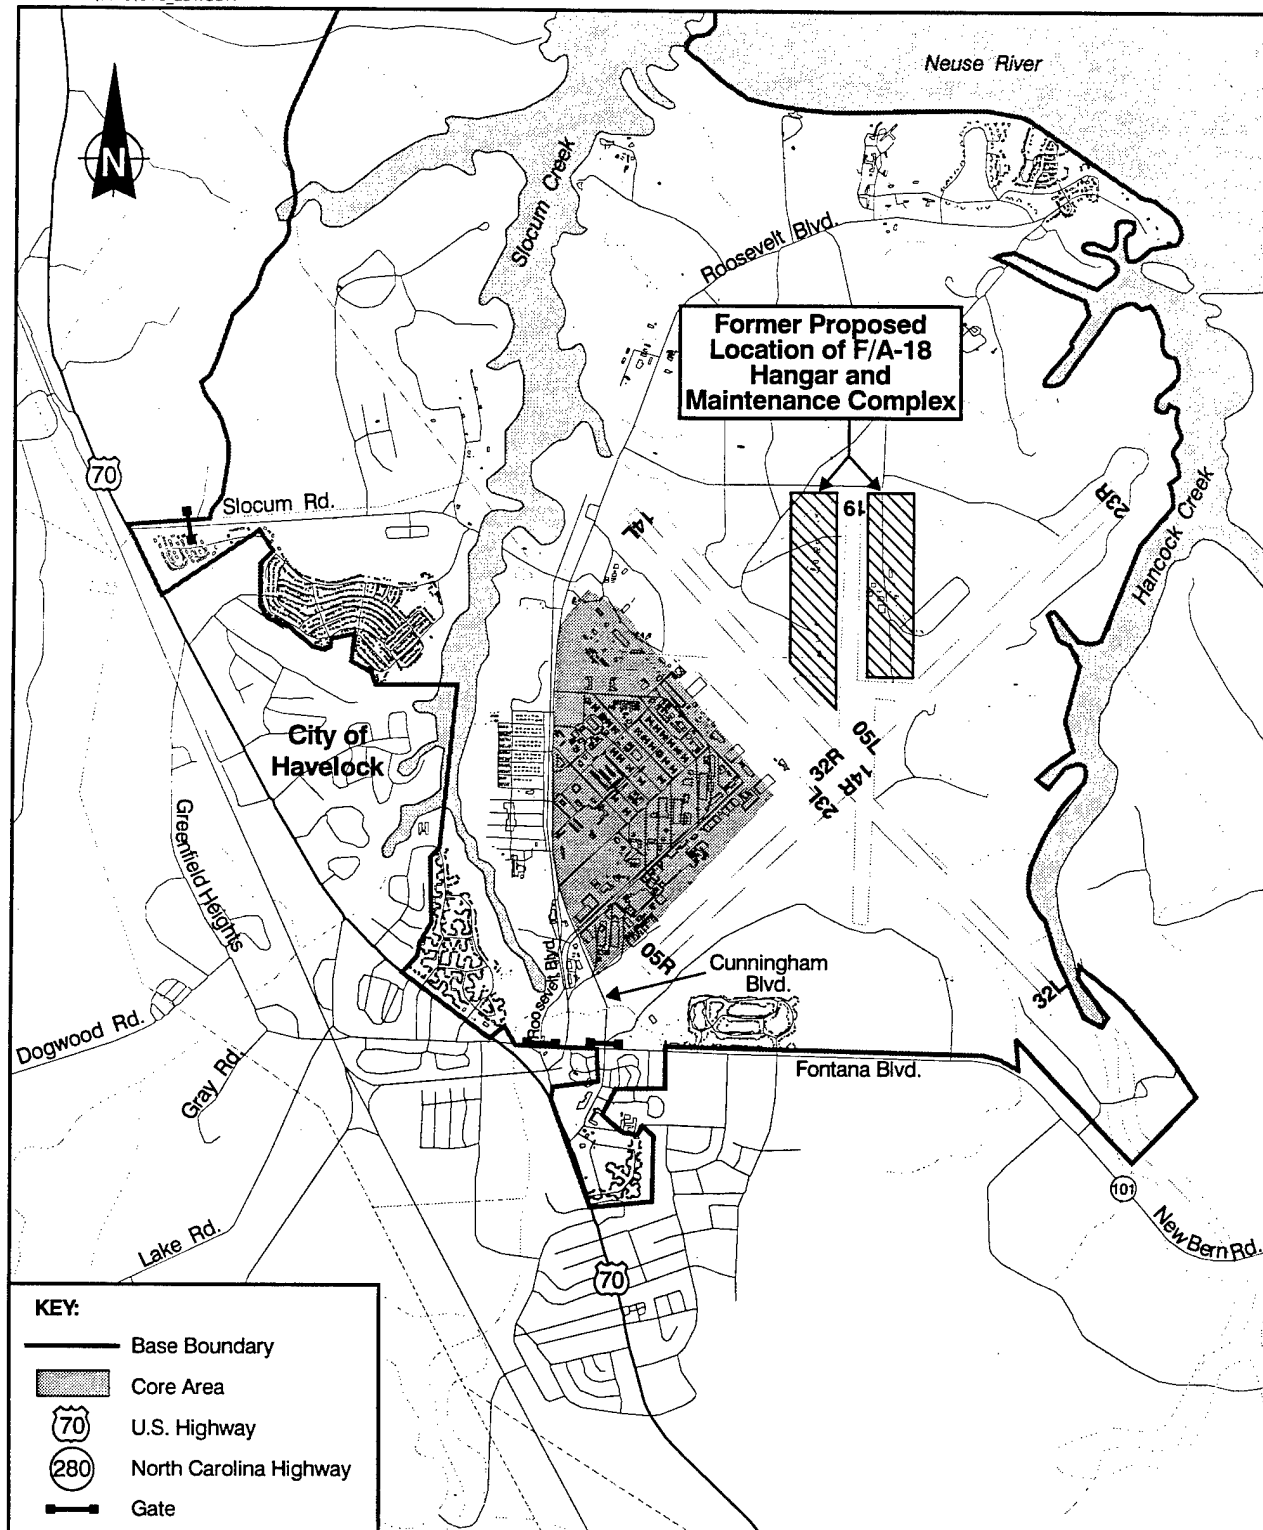 Neuse River
N
Slocum Creek
Roosevelt Blvd.
Former Proposed
Location of F/A-18
Hangar and
Maintenance Complex
70
Slocum Rd.
14L
19
23R
Hancock Creek
City of
Havelock
05L
32R
14R
23L
Greenfield Heights
Roosevelt Blvd.
05R
Cunningham
Blvd.
32L
Dogwood Rd.
Gray Rd.
Fontana Blvd.
101
New Bern Rd.
Lake Rd.
70
KEY:
Base Boundary
Core Area
70 U.S. Highway
280 North Carolina Highway
Gate